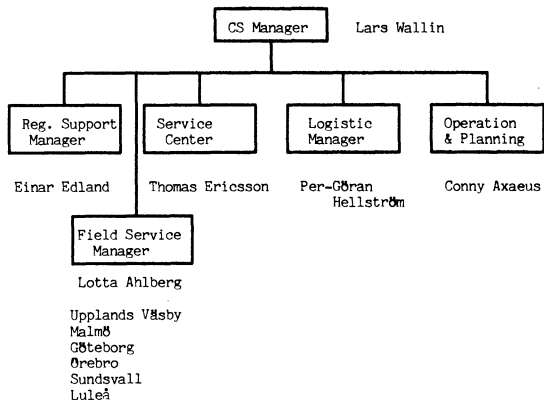 CS Manager
Lars Wallin
Reg. Support
Manager
Service
Center
Logistic
Manager
Operation
& Planning
Einar Edland
Thomas Ericsson
Per-Göran
Hellström
Conny Axaeus
Field Service
Manager
Lotta Ahlberg
Upplands Väsby
Malmö
Göteborg
Örebro
Sundsvall
Luleå